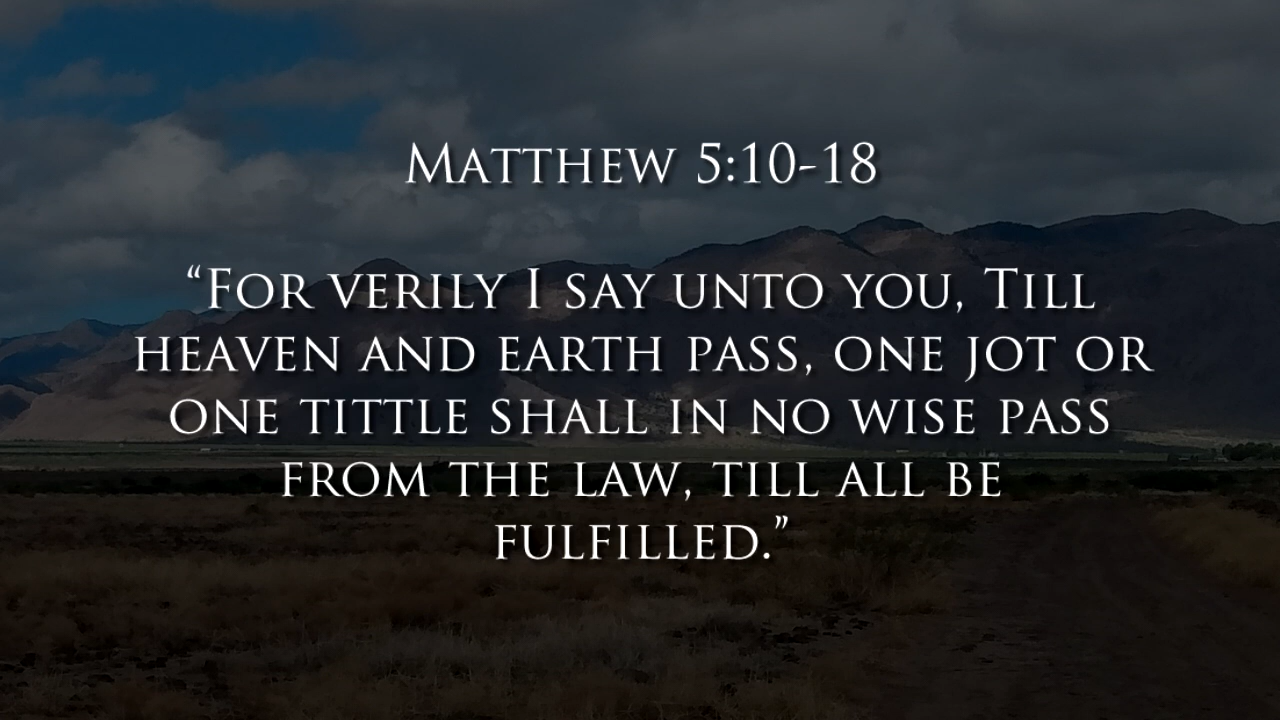 Matthew 5:10-18
“For verily I say unto you, Till
heaven and earth pass, one jot or
one tittle shall in no wise pass
from the law, till all be
fulfilled.”